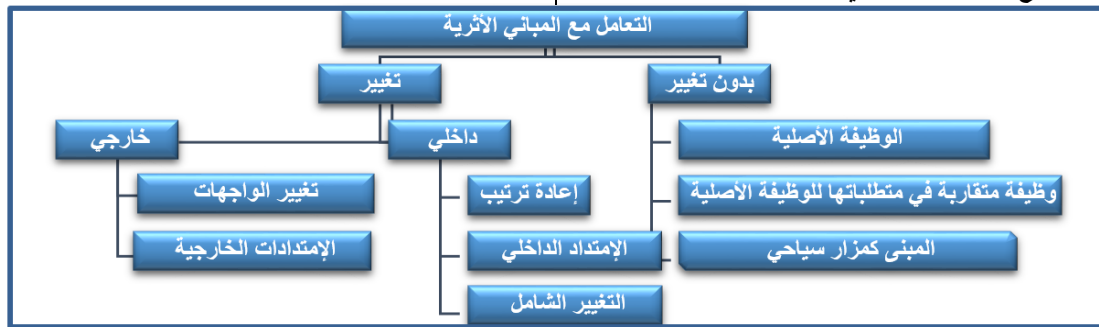 التعامل مع المباني الأثرية
بدون تغيير
تغيير
الوظيفة الأصلية
داخلي
خارجي
وظيفة متقاربة في متطلباتها للوظيفة الأصلية
إعادة ترتيب
تغيير الواجهات
المبنى كمزار سياحي
الإمتداد الداخلي
الإمتدادات الخارجية
التغيير الشامل